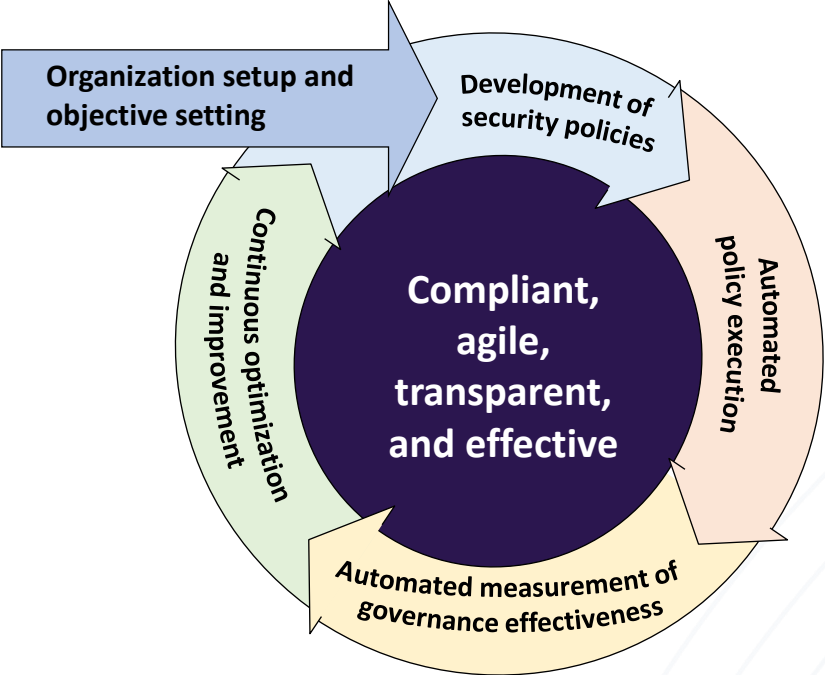 Organization setup and
objective setting
Development of
security policies
Automated
policy execution
Compliant,
agile,
transparent,
and effective
Continuous optimization
and improvement
Automated measurement of
governance effectiveness